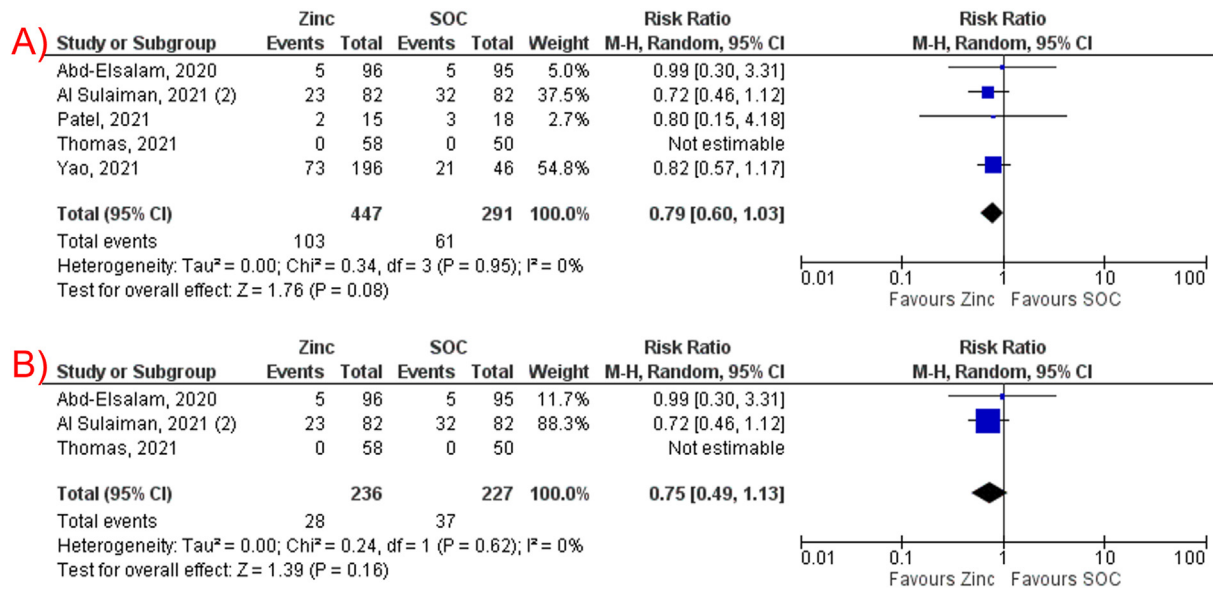 A)
Zinc SOC Risk Ratio Risk Ratio
Study or Subgroup Events Total Events Total Weight M-H, Random, 95% CI M-H, Random, 95% CI
Abd-Elsalam, 2020 5 96 5 95 5.0% 0.99 [0.30, 3.31]
Al Sulaiman, 2021 (2) 23 82 32 82 37.5% 0.72 [0.46, 1.12]
Patel, 2021 2 15 3 18 2.7% 0.80 [0.15, 4.18]
Thomas, 2021 0 58 0 50 Not estimable
Yao, 2021 73 196 21 46 54.8% 0.82 [0.57, 1.17]
Total (95% CI) 447 291 100.0% 0.79 [0.60, 1.03]
Total events 103 61
Heterogeneity: Tau² = 0.00; Chi² = 0.34, df = 3 (P = 0.95); I² = 0%
Test for overall effect: Z = 1.76 (P = 0.08)
0.01 0.1 1 10 100
Favours Zinc Favours SOC
B)
Zinc SOC Risk Ratio Risk Ratio
Study or Subgroup Events Total Events Total Weight M-H, Random, 95% CI M-H, Random, 95% CI
Abd-Elsalam, 2020 5 96 5 95 11.7% 0.99 [0.30, 3.31]
Al Sulaiman, 2021 (2) 23 82 32 82 88.3% 0.72 [0.46, 1.12]
Thomas, 2021 0 58 0 50 Not estimable
Total (95% CI) 236 227 100.0% 0.75 [0.49, 1.13]
Total events 28 37
Heterogeneity: Tau² = 0.00; Chi² = 0.24, df = 1 (P = 0.62); I² = 0%
Test for overall effect: Z = 1.39 (P = 0.16)
0.01 0.1 1 10 100
Favours Zinc Favours SOC